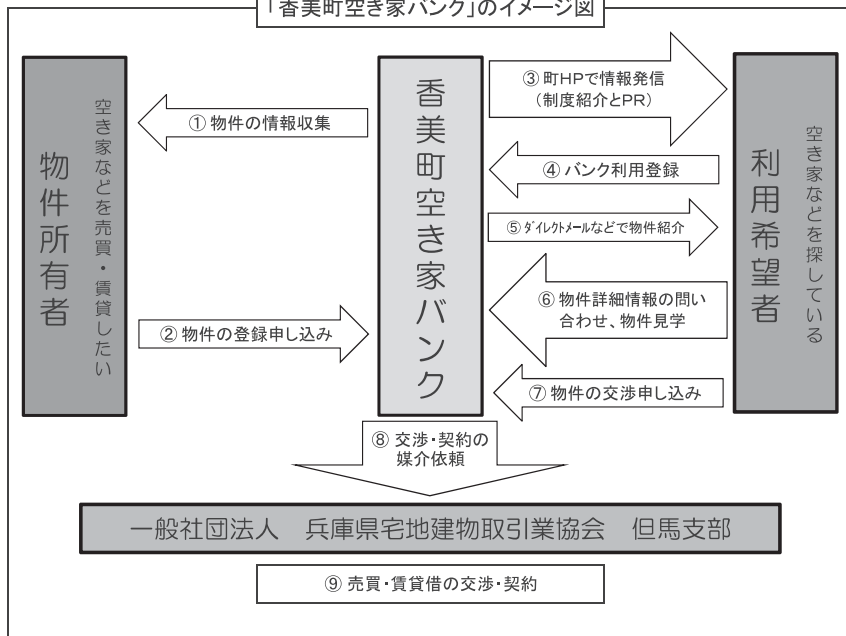 「香美町空き家バンク」のイメージ図
物件所有者
空き家などを売買・賃貸したい
香美町空き家バンク
利用希望者
空き家などを探している
① 物件の情報収集
② 物件の登録申し込み
③ 町HPで情報発信
（制度紹介とPR）
④ バンク利用登録
⑤ ダイレクトメールなどで物件紹介
⑥ 物件詳細情報の問い
合わせ、物件見学
⑦ 物件の交渉申し込み
⑧ 交渉・契約の
媒介依頼
一般社団法人　兵庫県宅地建物取引業協会　但馬支部
⑨ 売買・賃貸借の交渉・契約